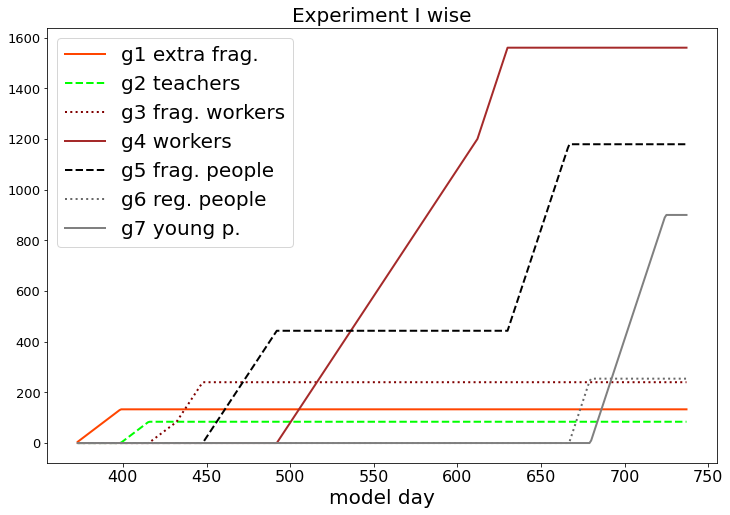 Experiment I wise
1600
1400
1200
1000
800
600
400
200
0
g1 extra frag.
g2 teachers
g3 frag. workers
g4 workers
g5 frag. people
g6 reg. people
g7 young p.
400 450 500 550 600 650 700 750
model day